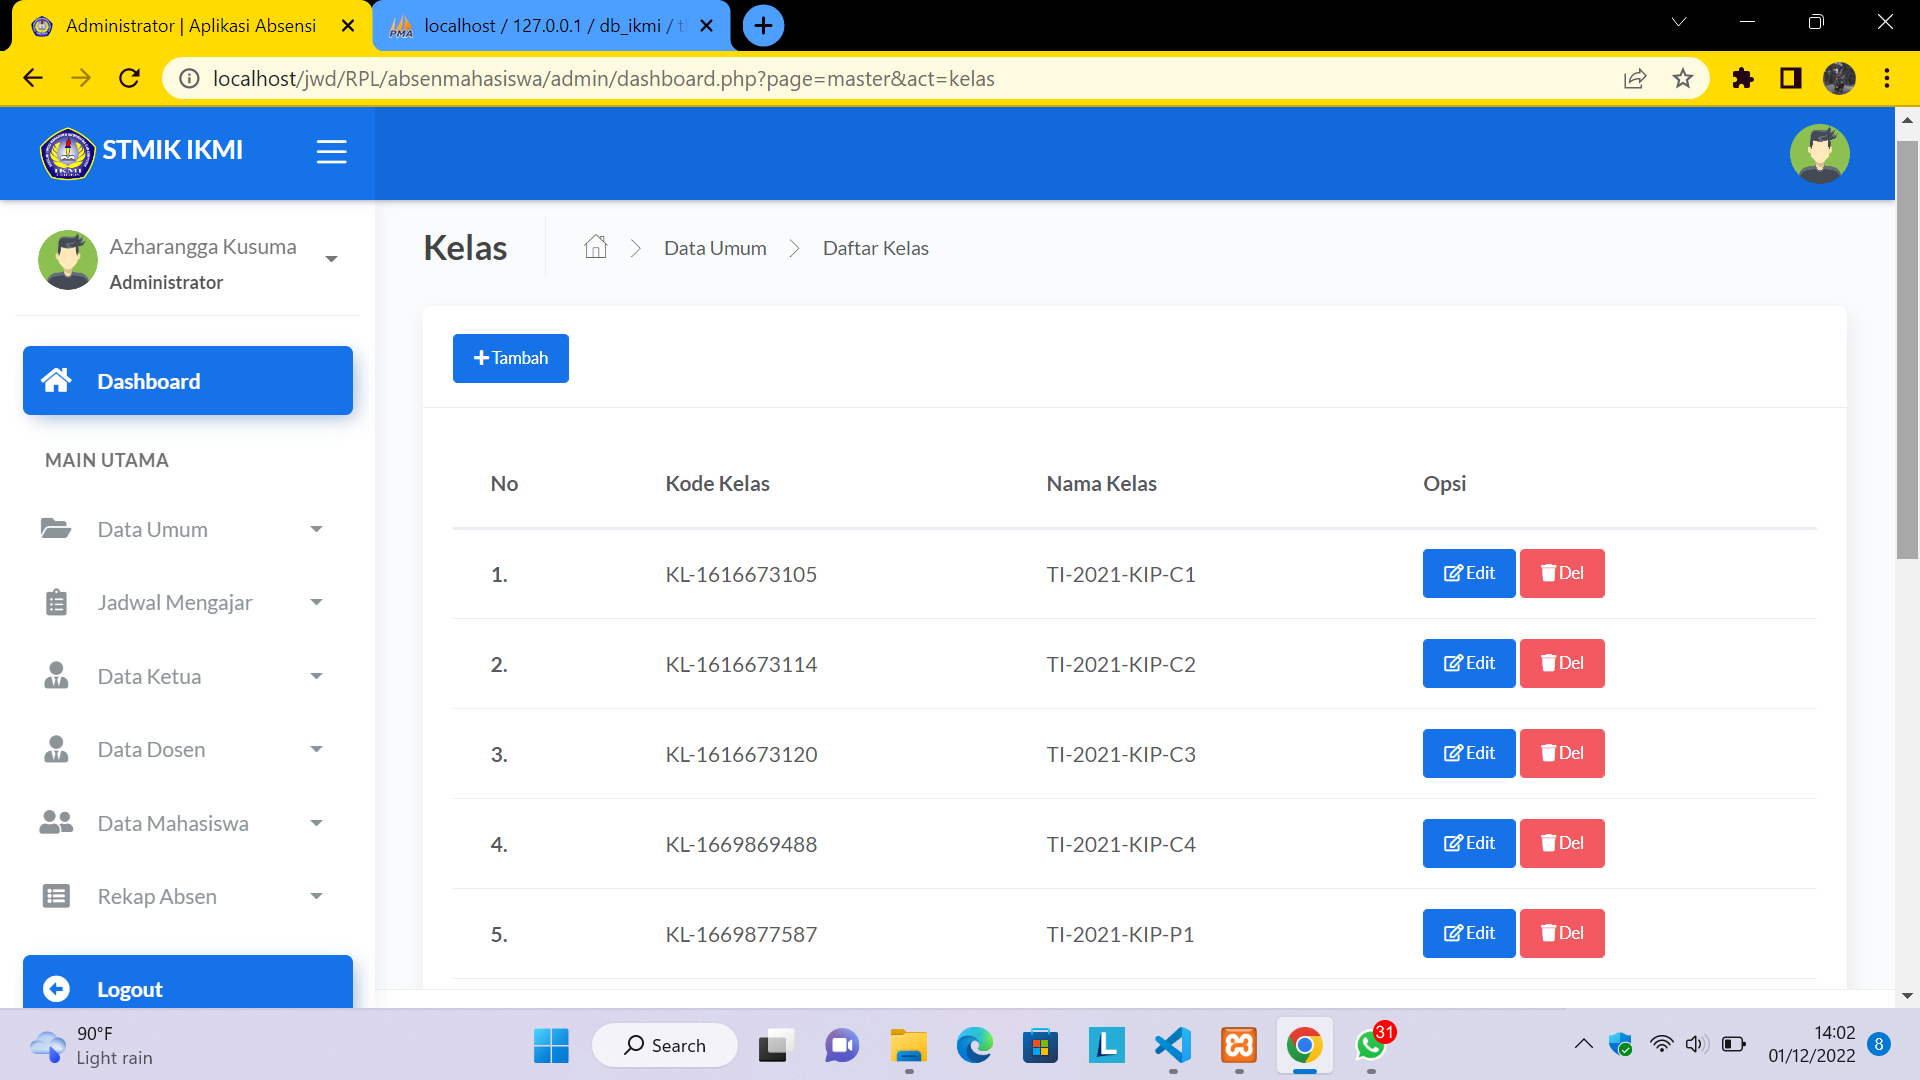 Administrator | Aplikasi Absensi
localhost / 127.0.0.1 / db_ikmi / t
localhost/jwd/RPL/absenmahasiswa/admin/dashboard.php?page=master&act=kelas
STMIK IKMI
Azharangga Kusuma
Administrator
Dashboard
MAIN UTAMA
Data Umum
Jadwal Mengajar
Data Ketua
Data Dosen
Data Mahasiswa
Rekap Absen
Logout
Kelas
Data Umum
Daftar Kelas
Tambah
No Kode Kelas Nama Kelas Opsi
1. KL-1616673105 TI-2021-KIP-C1 Edit Del
2. KL-1616673114 TI-2021-KIP-C2 Edit Del
3. KL-1616673120 TI-2021-KIP-C3 Edit Del
4. KL-1669869488 TI-2021-KIP-C4 Edit Del
5. KL-1669877587 TI-2021-KIP-P1 Edit Del
90°F
Light rain
Search
31
14:02
01/12/2022
8